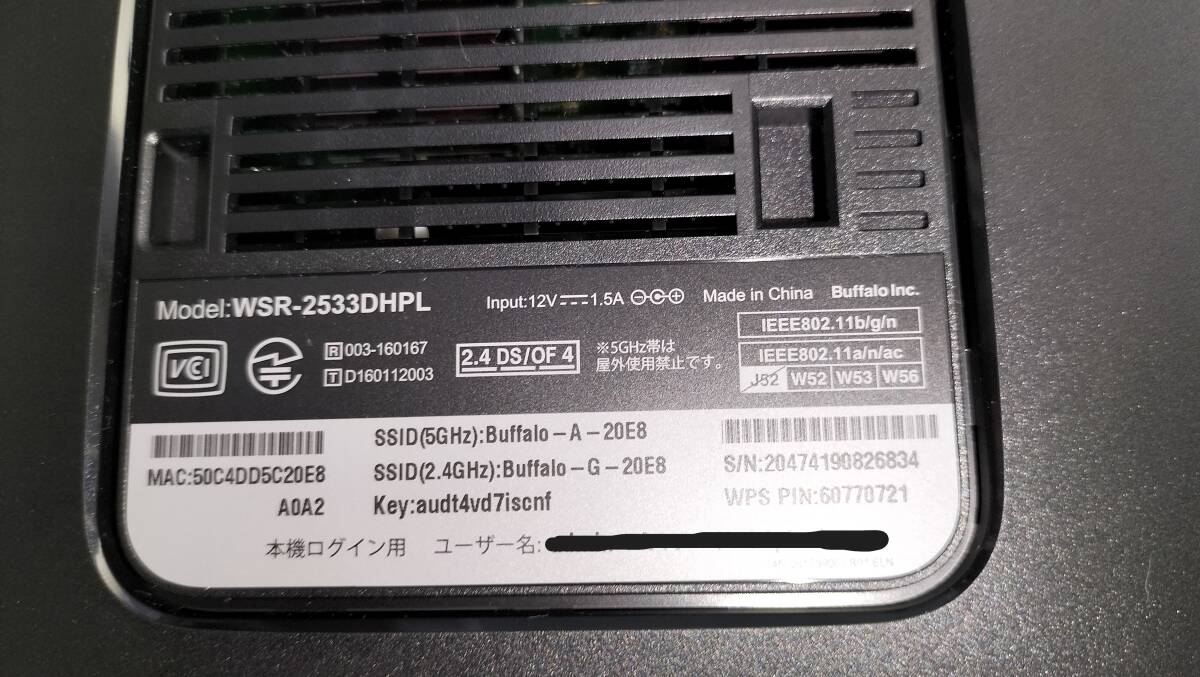 Model:WSR-2533DHPL
Input:12V 1.5A
Made in China
Buffalo Inc.
VCCI
R 003-160167
T D160112003
2.4 DS/OF 4
※5GHz帯は
屋外使用禁止です。
IEEE802.11b/g/n
IEEE802.11a/n/ac
J52 W52 W53 W56
MAC:50C4DD5C20E8
A0A2
SSID(5GHz):Buffalo-A-20E8
SSID(2.4GHz):Buffalo-G-20E8
Key:audt4vd7iscnf
S/N:20474190826834
WPS PIN:60770721
本機ログイン用 ユーザー名: